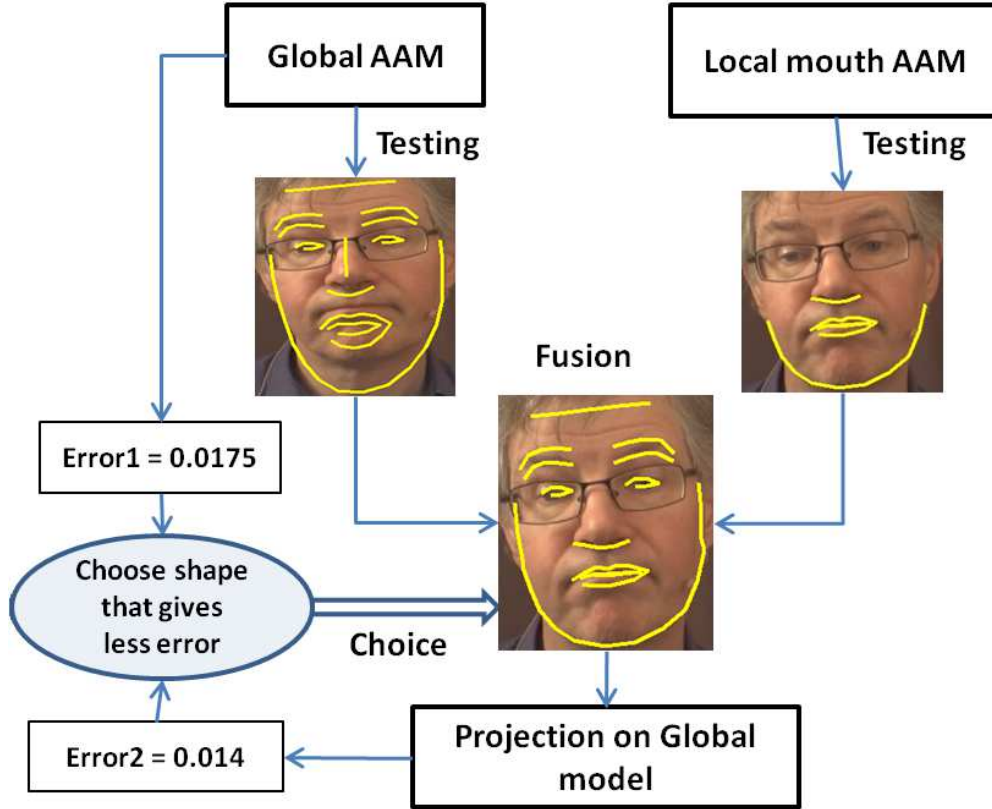 Global AAM
Local mouth AAM
Testing
Testing
Fusion
Error1 = 0.0175
Choose shape
that gives
less error
Choice
Error2 = 0.014
Projection on Global
model